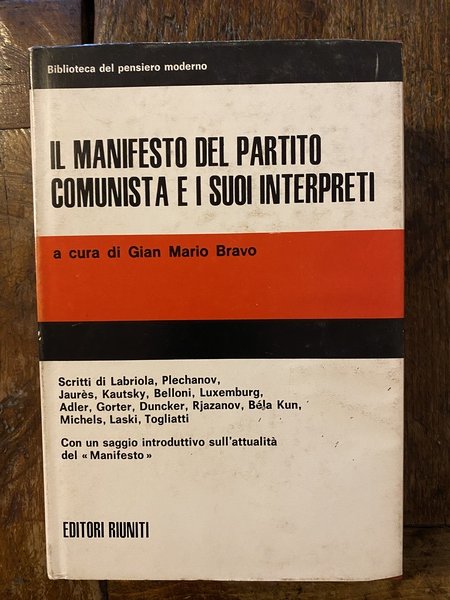 Biblioteca del pensiero moderno
IL MANIFESTO DEL PARTITO
COMUNISTA E I SUOI INTERPRETI
a cura di Gian Mario Bravo
Scritti di Labriola, Plechanov,
Jaurès, Kautsky, Belloni, Luxemburg,
Adler, Gorter, Duncker, Rjazanov, Béla Kun,
Michels, Laski, Togliatti
Con un saggio introduttivo sull'attualità
del « Manifesto »
EDITORI RIUNITI